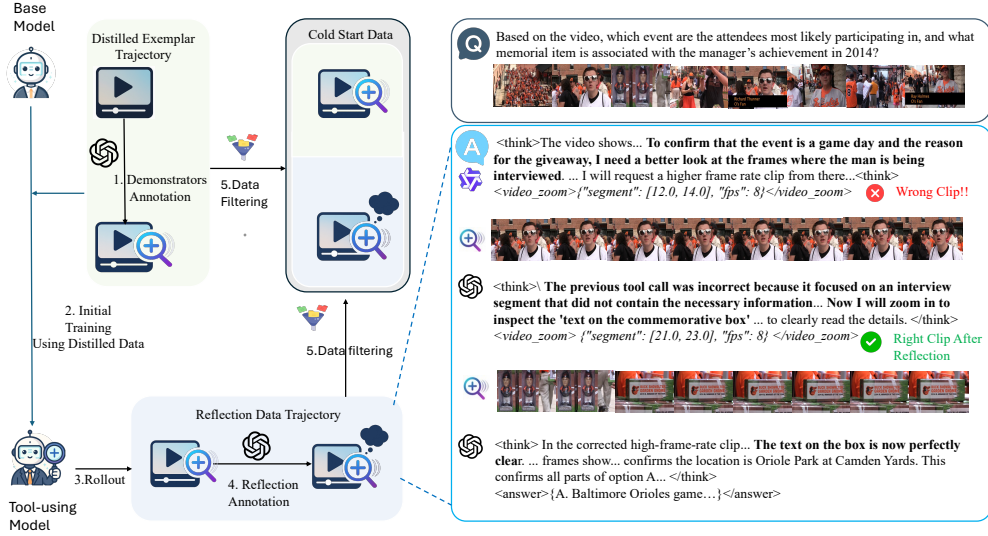 Base
Model
Distilled Exemplar
Trajectory
1. Demonstrators
Annotation
5.Data
Filtering
Cold Start Data
2. Initial
Training
Using Distilled Data
5.Data filtering
Reflection Data Trajectory
3.Rollout
4. Reflection
Annotation
Tool-using
Model
Q
Based on the video, which event are the attendees most likely participating in, and what
memorial item is associated with the manager's achievement in 2014?
A
<think>The video shows... To confirm that the event is a game day and the reason
for the giveaway, I need a better look at the frames where the man is being
interviewed. ... I will request a higher frame rate clip from there...<think>
<video_zoom>{"segment": [12.0, 14.0], "fps": 8}</video_zoom>
Wrong Clip!!
<think>\ The previous tool call was incorrect because it focused on an interview
segment that did not contain the necessary information... Now I will zoom in to
inspect the 'text on the commemorative box' ... to clearly read the details. </think>
<video_zoom> {"segment": [21.0, 23.0], "fps": 8} </video_zoom>
Right Clip After
Reflection
<think> In the corrected high-frame-rate clip... The text on the box is now perfectly
clear. ... frames show... confirms the location is Oriole Park at Camden Yards. This
confirms all parts of option A... </think>
<answer>{A. Baltimore Orioles game…}</answer>